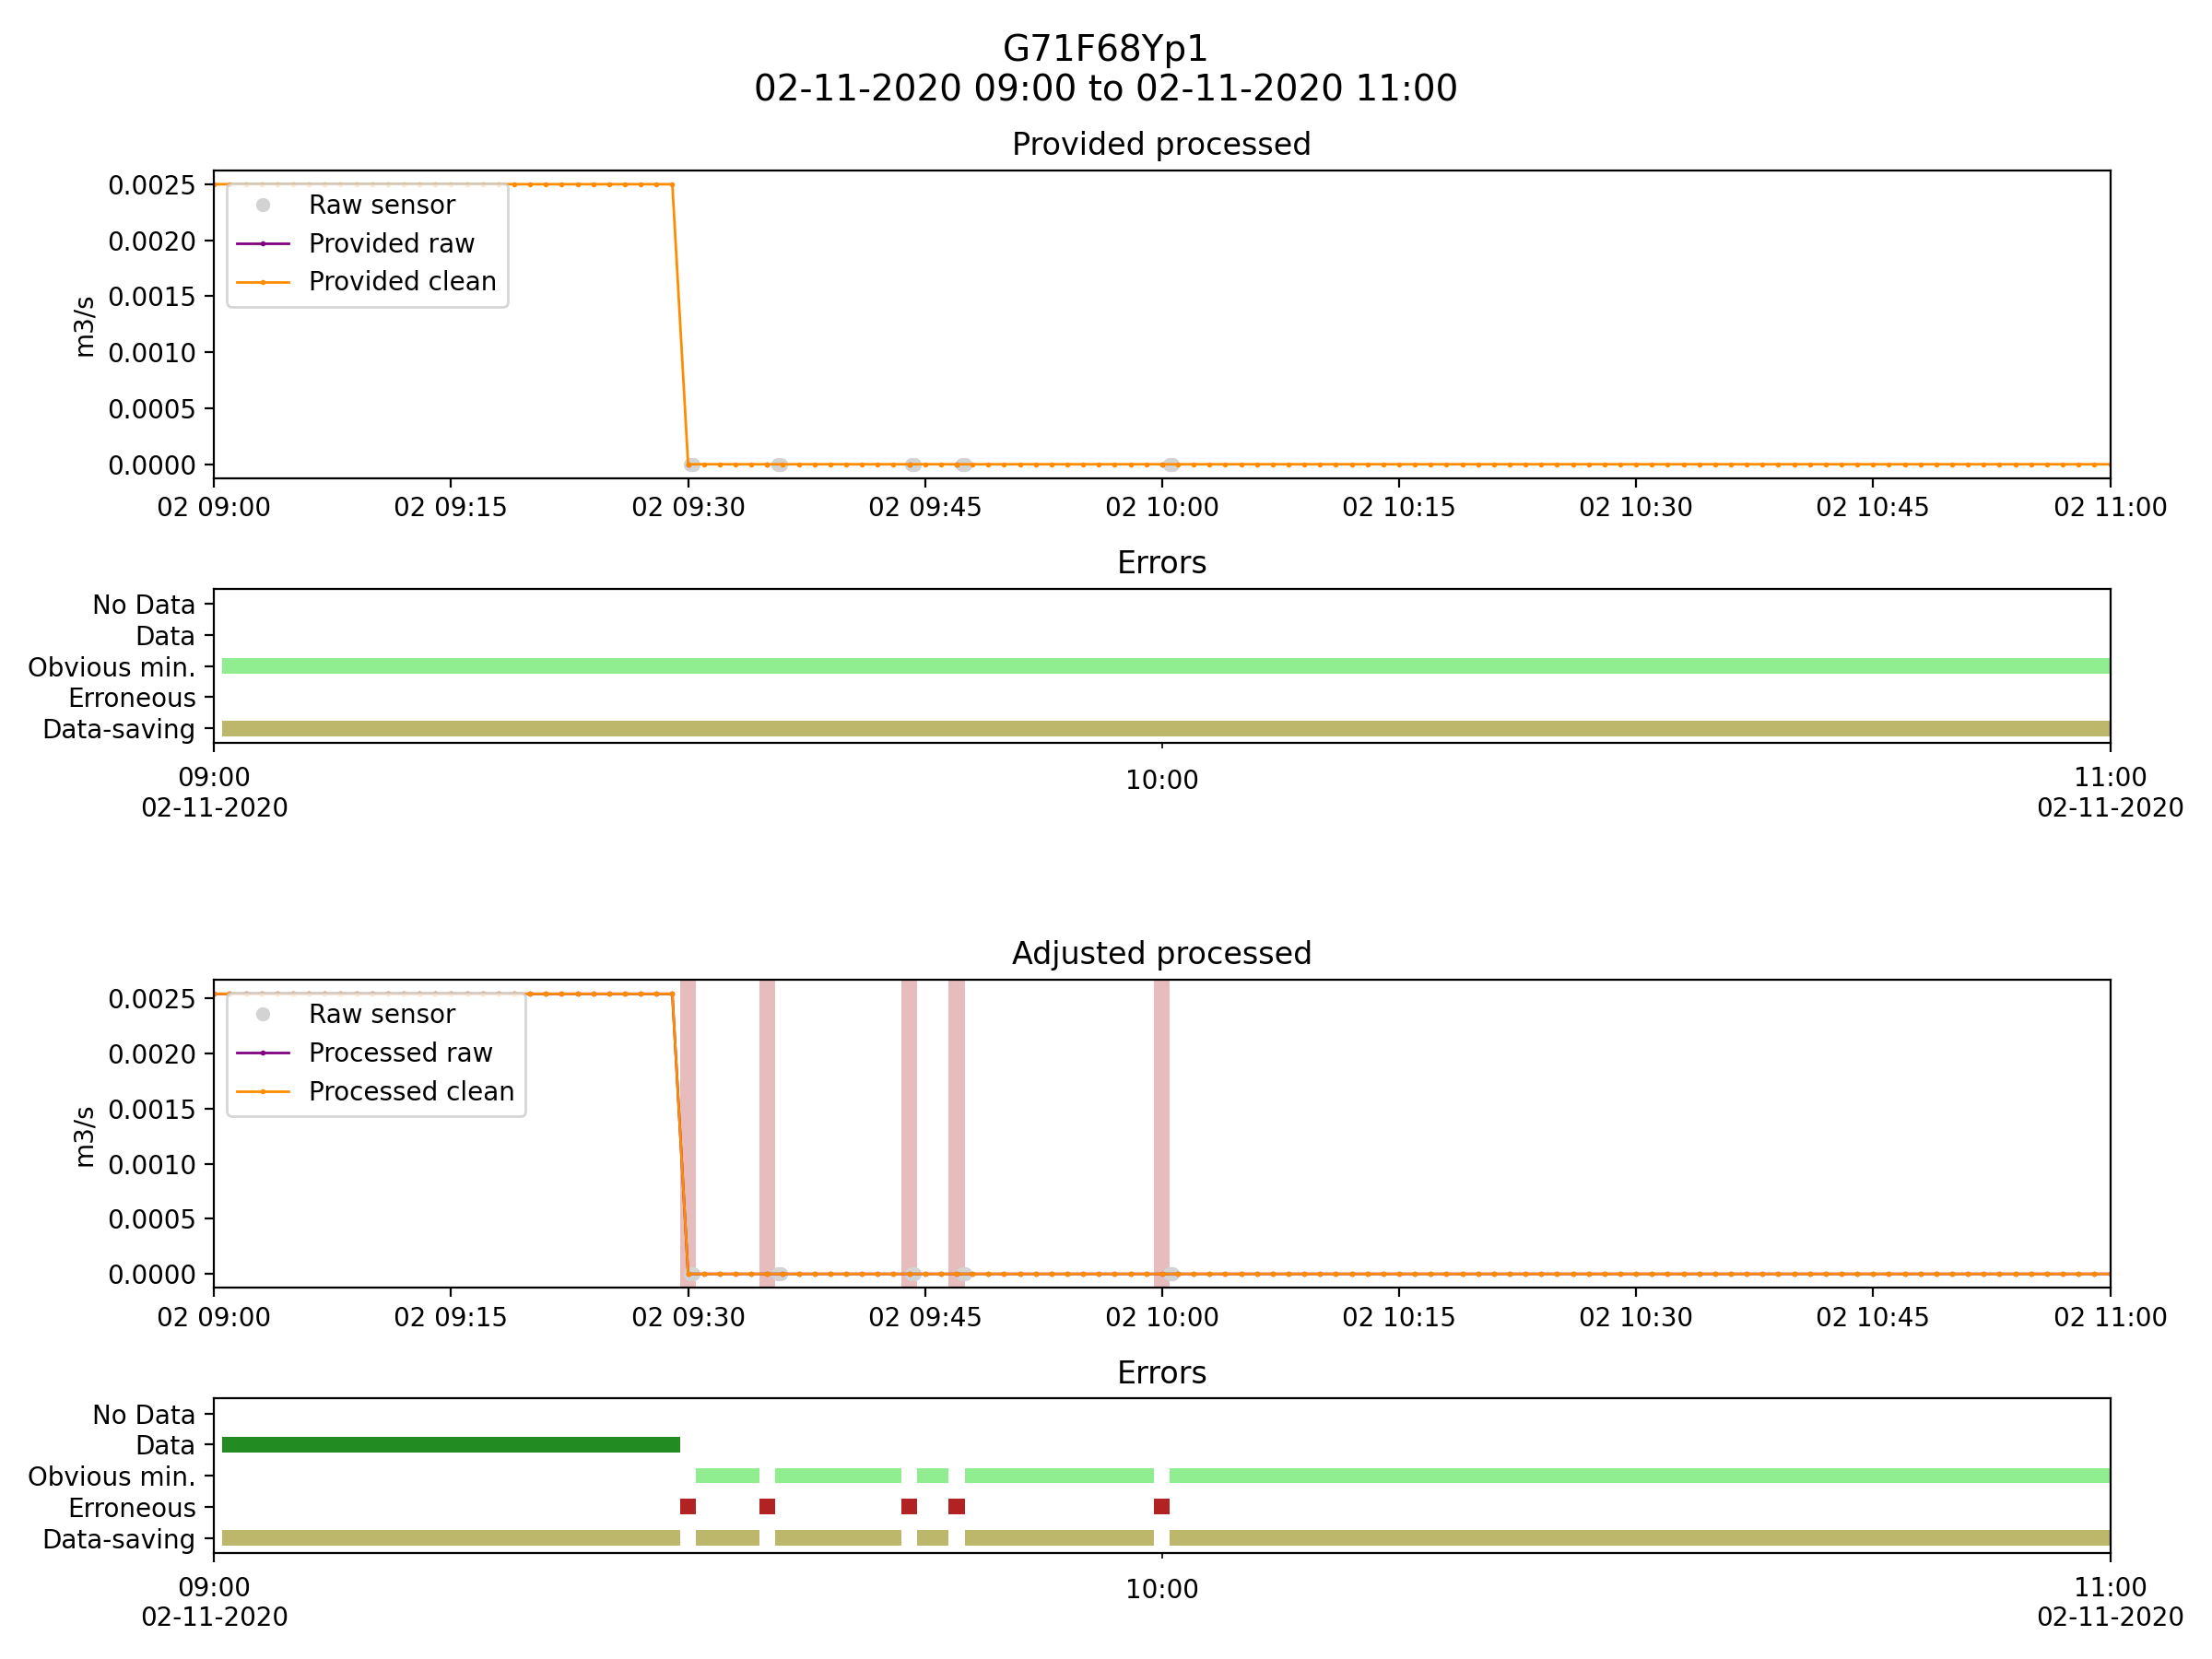 G71F68Yp1
02-11-2020 09:00 to 02-11-2020 11:00
Provided processed
0.0025
0.0020
0.0015
0.0010
0.0005
0.0000
m3/s
Raw sensor
Provided raw
Provided clean
02 09:00 02 09:15 02 09:30 02 09:45 02 10:00 02 10:15 02 10:30 02 10:45 02 11:00
Errors
No Data
Data
Obvious min.
Erroneous
Data-saving
09:00 10:00 11:00
02-11-2020 02-11-2020
Adjusted processed
0.0025
0.0020
0.0015
0.0010
0.0005
0.0000
m3/s
Raw sensor
Processed raw
Processed clean
02 09:00 02 09:15 02 09:30 02 09:45 02 10:00 02 10:15 02 10:30 02 10:45 02 11:00
Errors
No Data
Data
Obvious min.
Erroneous
Data-saving
09:00 10:00 11:00
02-11-2020 02-11-2020